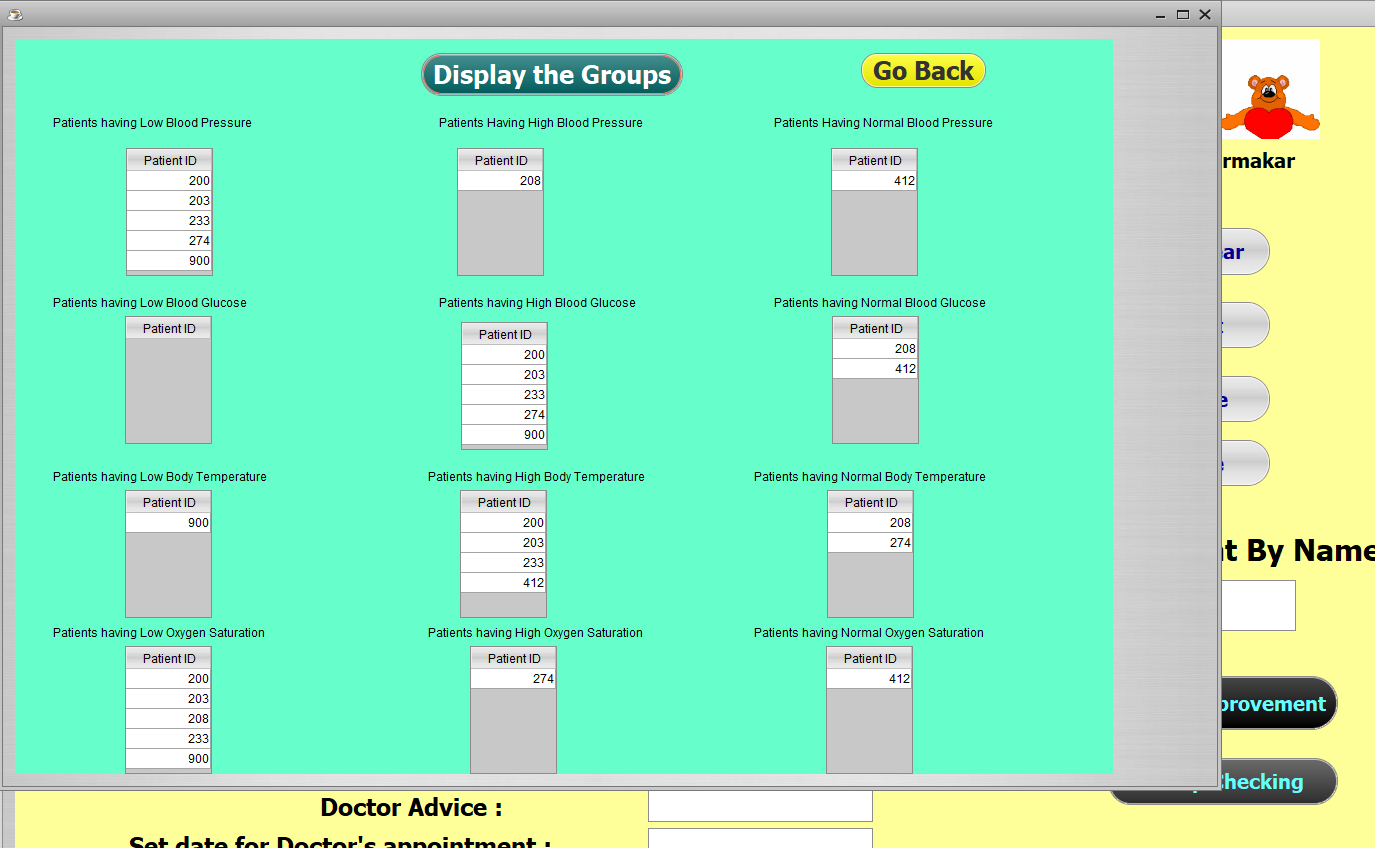 Display the Groups
Go Back
Patients having Low Blood Pressure
Patients Having High Blood Pressure
Patients Having Normal Blood Pressure
Patient ID
200
203
233
274
900
Patient ID
208
Patient ID
412
Patients having Low Blood Glucose
Patients having High Blood Glucose
Patients having Normal Blood Glucose
Patient ID
Patient ID
200
203
233
274
900
Patient ID
208
412
Patients having Low Body Temperature
Patients having High Body Temperature
Patients having Normal Body Temperature
Patient ID
900
Patient ID
200
203
233
412
Patient ID
208
274
Patients having Low Oxygen Saturation
Patients having High Oxygen Saturation
Patients having Normal Oxygen Saturation
Patient ID
200
203
208
233
900
Patient ID
274
Patient ID
412
rmakar
ar
t
e
e
t By Name
provement
Checking
Doctor Advice :
Set date for Doctor's appointment :